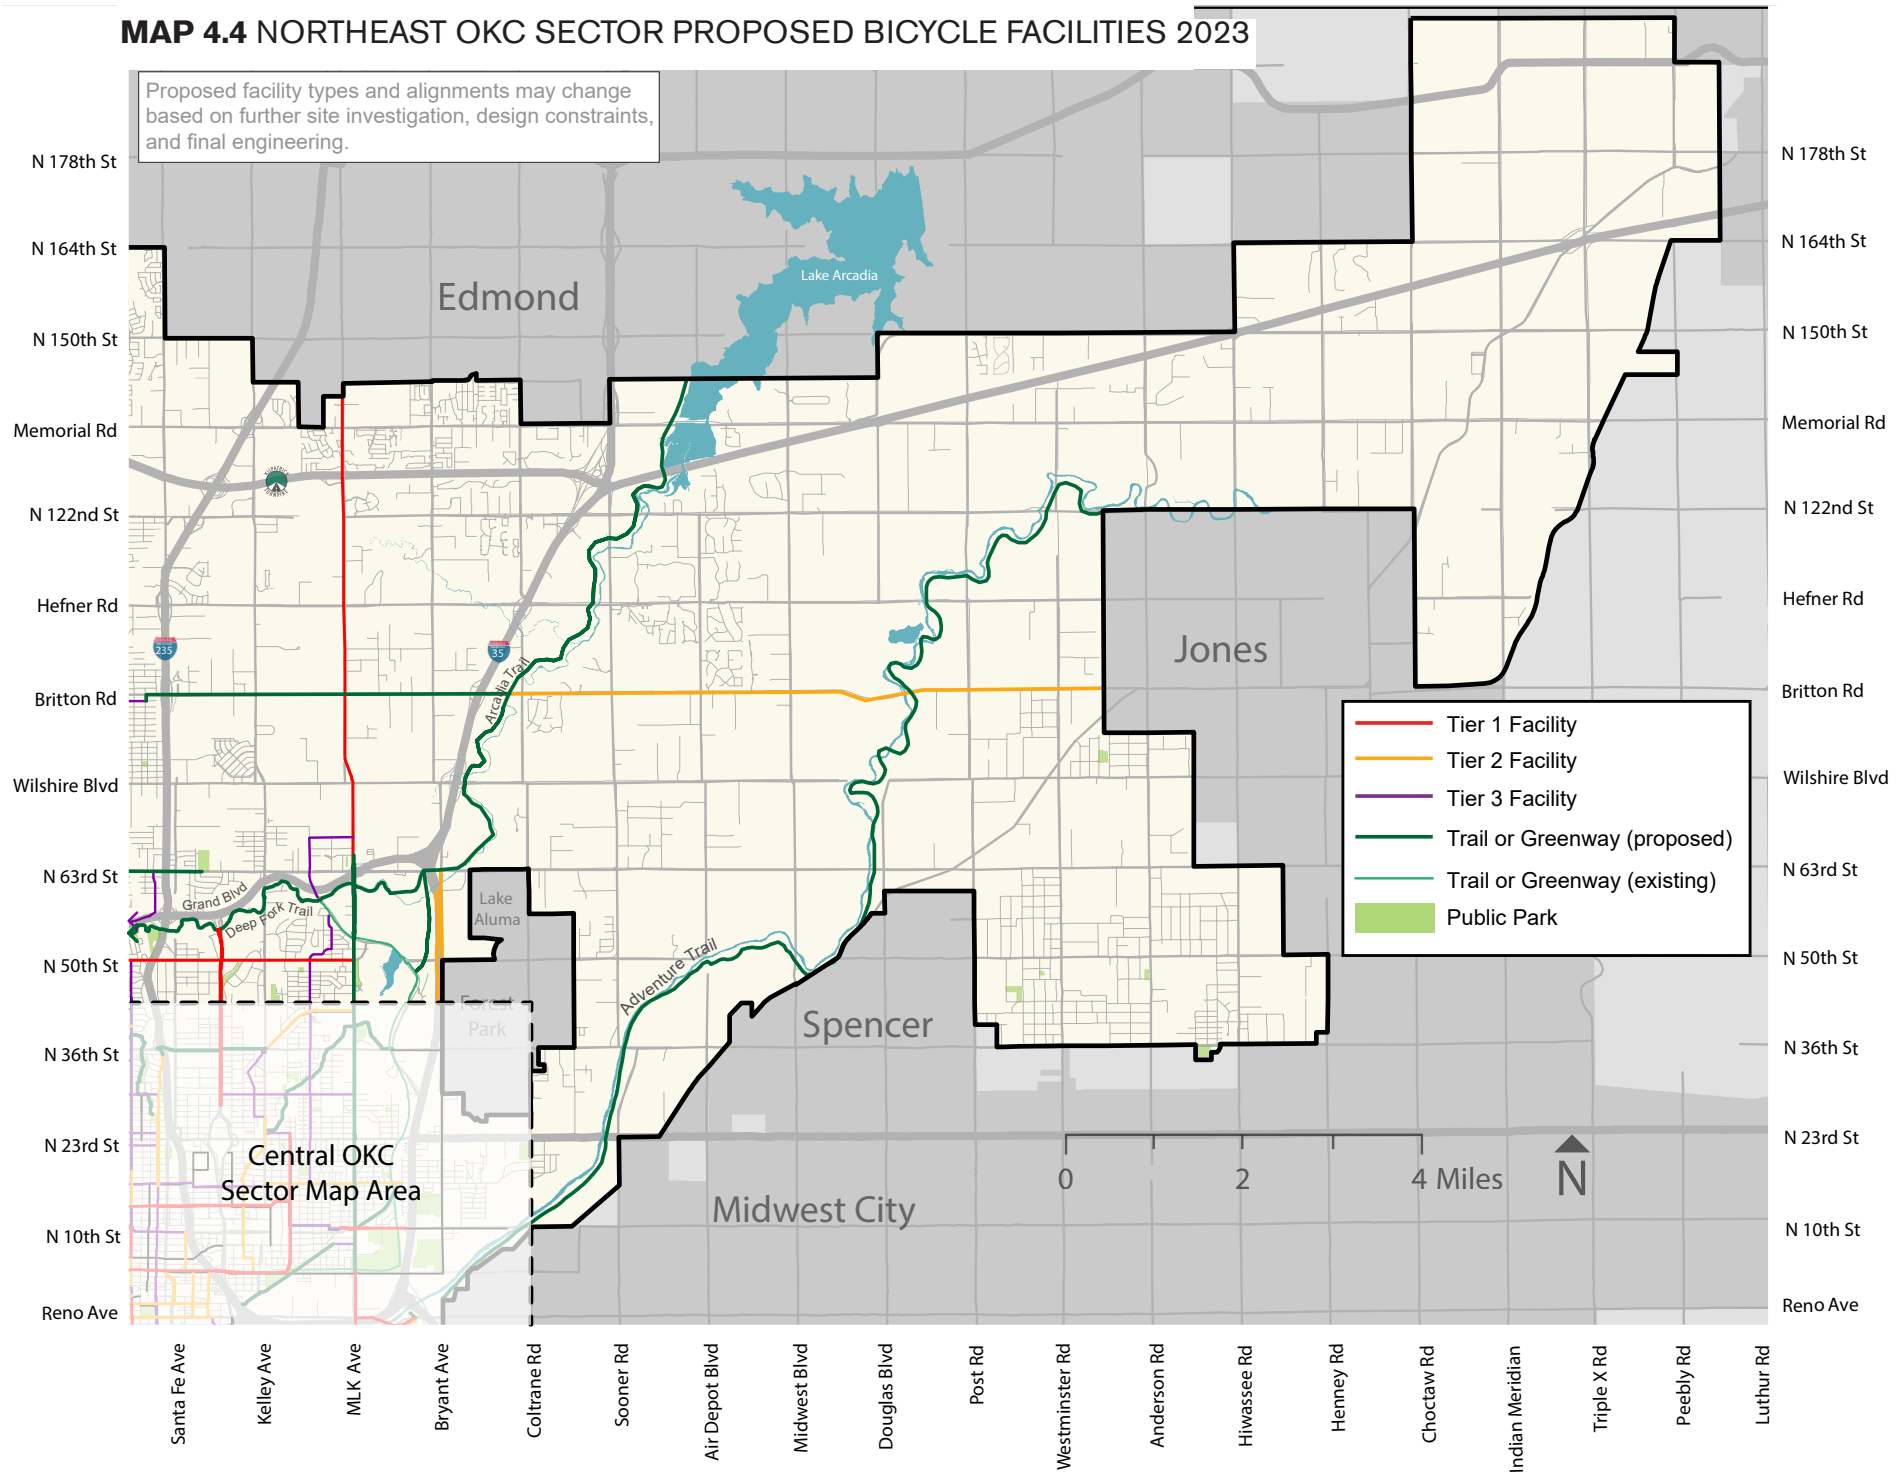 MAP 4.4 NORTHEAST OKC SECTOR PROPOSED BICYCLE FACILITIES 2023
Proposed facility types and alignments may change
based on further site investigation, design constraints,
and final engineering.
N 178th St
N 164th St
N 150th St
Memorial Rd
N 122nd St
Hefner Rd
Britton Rd
Wilshire Blvd
N 63rd St
N 50th St
N 36th St
N 23rd St
N 10th St
Reno Ave
Edmond
Lake Arcadia
235
35
Arcadia Trail
Jones
Grand Blvd
Deep Fork Trail
Lake
Aluma
Forest
Park
Adventure Trail
Spencer
Midwest City
Central OKC
Sector Map Area
Tier 1 Facility
Tier 2 Facility
Tier 3 Facility
Trail or Greenway (proposed)
Trail or Greenway (existing)
Public Park
0 2 4 Miles
N
N 178th St
N 164th St
N 150th St
Memorial Rd
N 122nd St
Hefner Rd
Britton Rd
Wilshire Blvd
N 63rd St
N 50th St
N 36th St
N 23rd St
N 10th St
Reno Ave
Santa Fe Ave
Kelley Ave
MLK Ave
Bryant Ave
Coltrane Rd
Sooner Rd
Air Depot Blvd
Midwest Blvd
Douglas Blvd
Post Rd
Westminster Rd
Anderson Rd
Hiwassee Rd
Henney Rd
Choctaw Rd
Indian Meridian
Triple X Rd
Peebly Rd
Luthur Rd